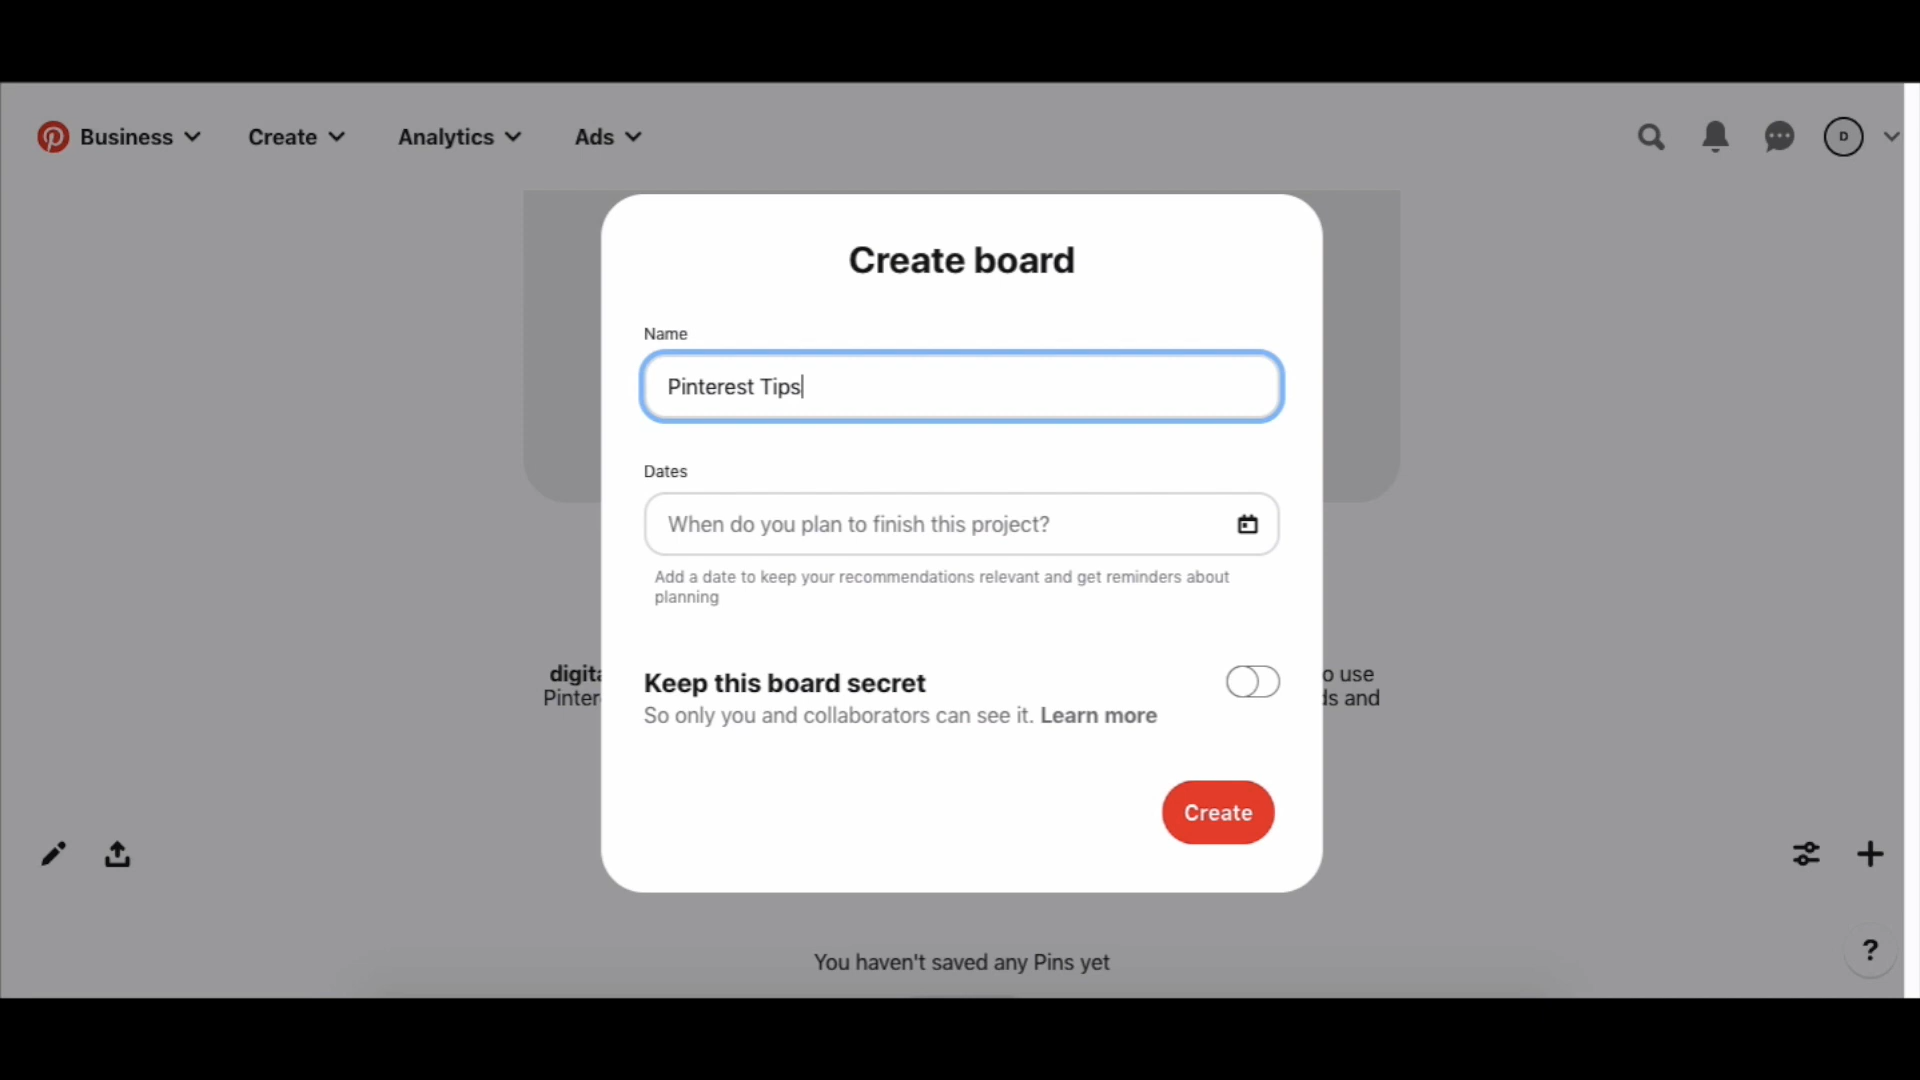 Business Create Analytics Ads D
Create board
Name
Pinterest Tips
Dates
When do you plan to finish this project?
Add a date to keep your recommendations relevant and get reminders about
planning
Keep this board secret
So only you and collaborators can see it. Learn more
o use
and
Create
You haven't saved any Pins yet
?